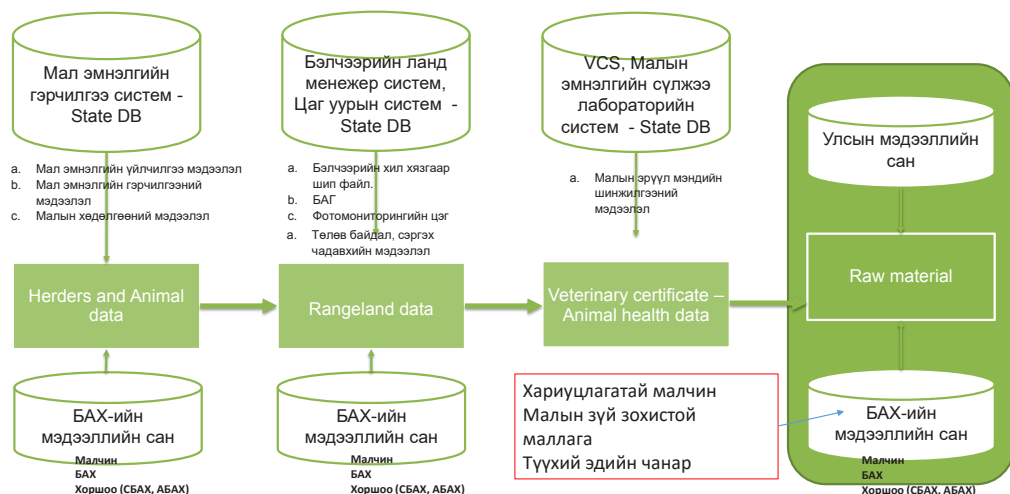 Мал эмнэлгийн
гэрчилгээ систем -
State DB
a. Мал эмнэлгийн үйлчилгээ мэдээлэл
b. Мал эмнэлгийн гэрчилгээний
мэдээлэл
c. Малын хөдөлгөөний мэдээлэл
Herders and Animal
data
БАХ-ийн
мэдээллийн сан
Малчин
БАХ
Хоршоо (СБАХ, АБАХ)
Бэлчээрийн ланд
менежер систем,
Цаг уурын систем -
State DB
a. Бэлчээрийн хил хязгаар
шип файл.
b. БАГ
c. Фотомониторингийн цэг
a. Төлөв байдал, сэргэх
чадавхийн мэдээлэл
Rangeland data
БАХ-ийн
мэдээллийн сан
Малчин
БАХ
Хоршоо (СБАХ, АБАХ)
VCS, Малын
эмнэлгийн сүлжээ
лабораторийн
систем - State DB
a. Малын эрүүл мэндийн
шинжилгээний
мэдээлэл
Veterinary certificate –
Animal health data
Хариуцлагатай малчин
Малын зүй зохистой
маллага
Түүхий эдийн чанар
Улсын мэдээллийн
сан
Raw material
БАХ-ийн
мэдээллийн сан
Малчин
БАХ
Хоршоо (СБАХ, АБАХ)